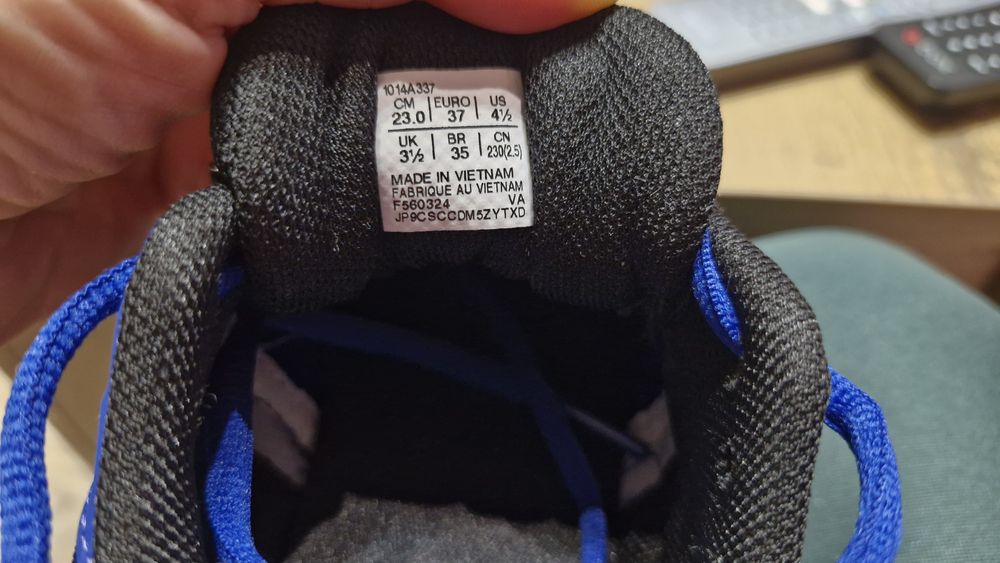 1014A337
CM EURO US
23.0 37 4½
UK BR CN
3½ 35 230(2.5)
MADE IN VIETNAM
FABRIQUE AU VIETNAM
F560324 VA
JP9CSCCDM5ZYTXD